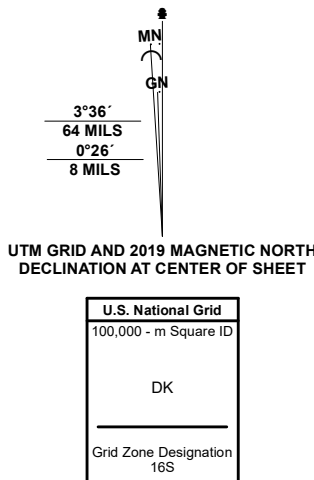 MN
GN
3°36´
64 MILS
0°26´
8 MILS
UTM GRID AND 2019 MAGNETIC NORTH
DECLINATION AT CENTER OF SHEET
U.S. National Grid
100,000 - m Square ID
DK
Grid Zone Designation
16S